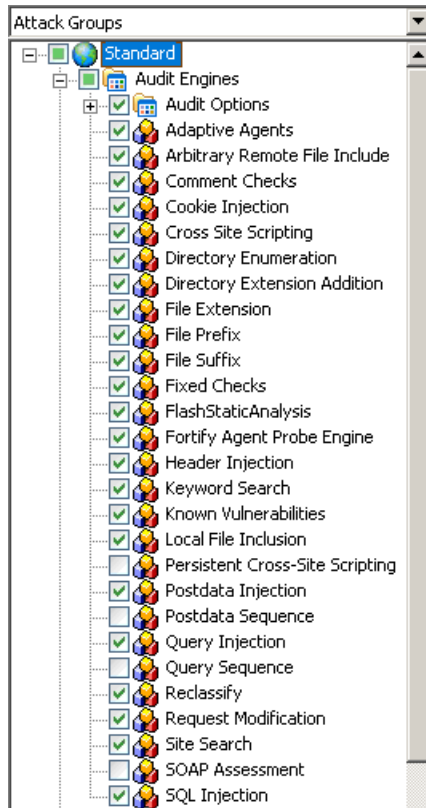 Attack Groups
Standard
Audit Engines
Audit Options
Adaptive Agents
Arbitrary Remote File Include
Comment Checks
Cookie Injection
Cross Site Scripting
Directory Enumeration
Directory Extension Addition
File Extension
File Prefix
File Suffix
Fixed Checks
FlashStaticAnalysis
Fortify Agent Probe Engine
Header Injection
Keyword Search
Known Vulnerabilities
Local File Inclusion
Persistent Cross-Site Scripting
Postdata Injection
Postdata Sequence
Query Injection
Query Sequence
Reclassify
Request Modification
Site Search
SOAP Assessment
SQL Injection